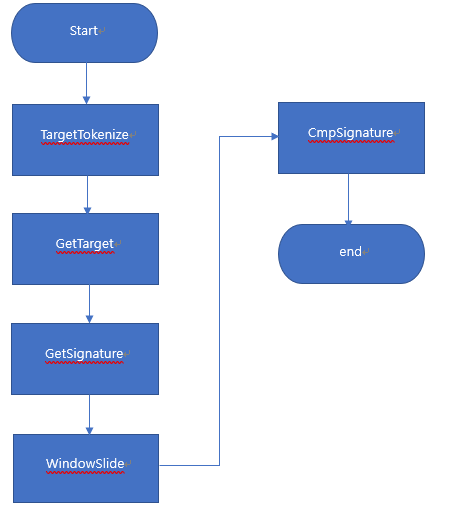 Start
TargetTokenize
GetTarget
GetSignature
WindowSlide
CmpSignature
end